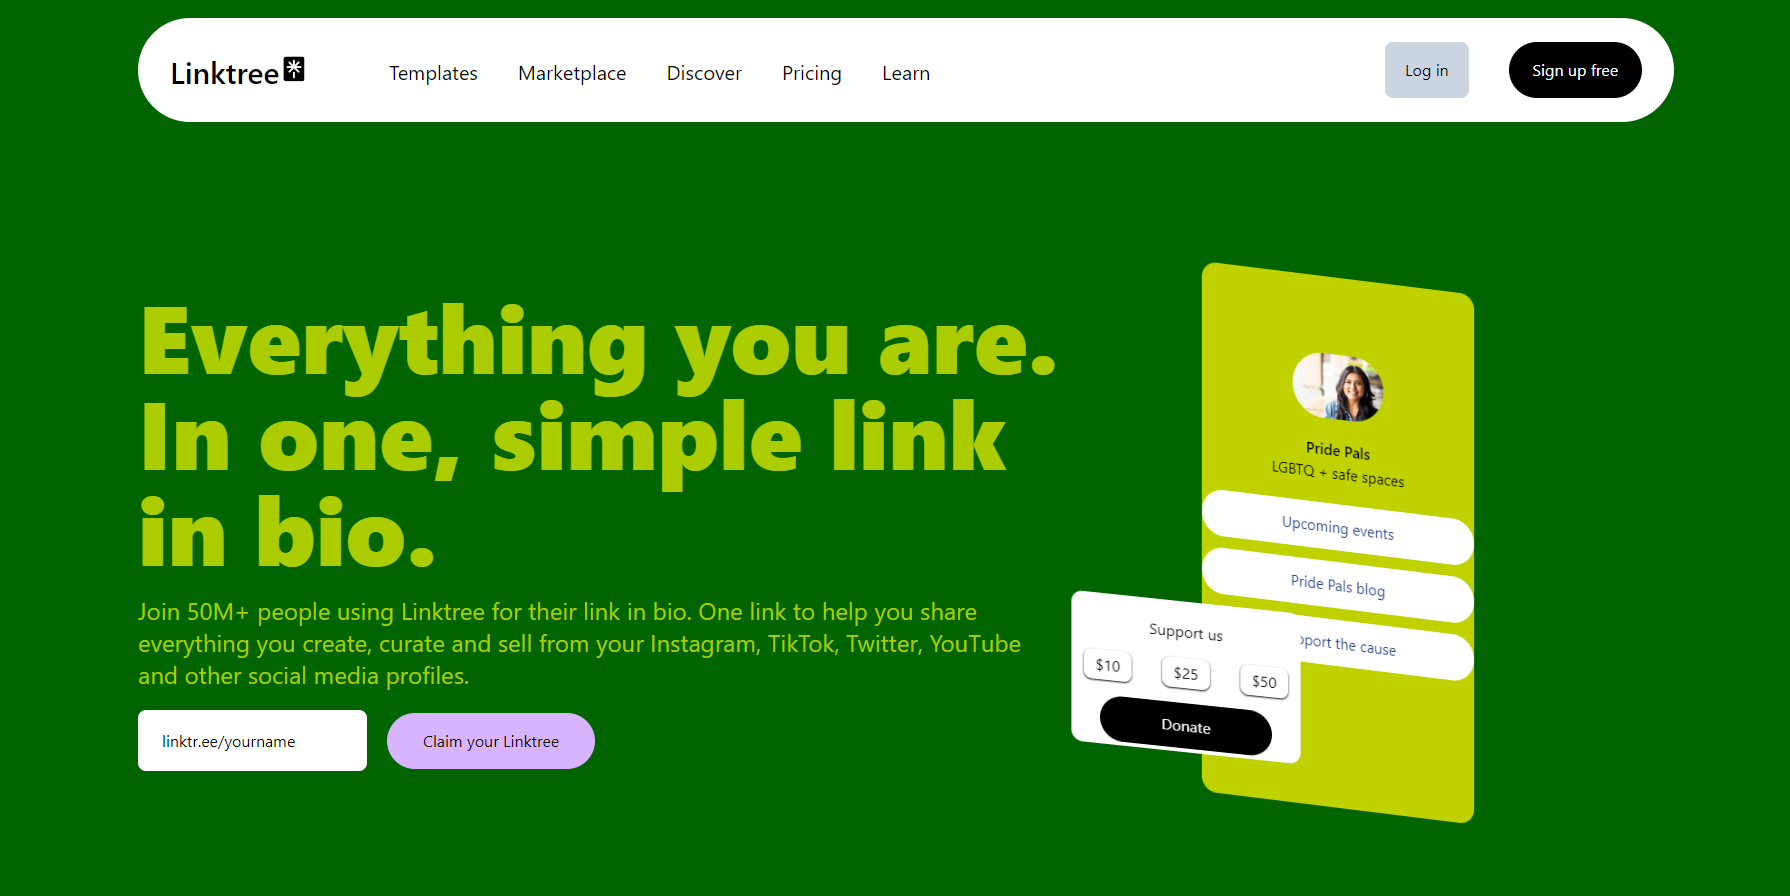 Linktree
Templates
Marketplace
Discover
Pricing
Learn
Log in
Sign up free
Everything you are.
In one, simple link
in bio.
Join 50M+ people using Linktree for their link in bio. One link to help you share
everything you create, curate and sell from your Instagram, TikTok, Twitter, YouTube
and other social media profiles.
linktr.ee/yourname
Claim your Linktree
Pride Pals
LGBTQ + safe spaces
Upcoming events
Pride Pals blog
the cause
Support us
$10
$25
$50
Donate